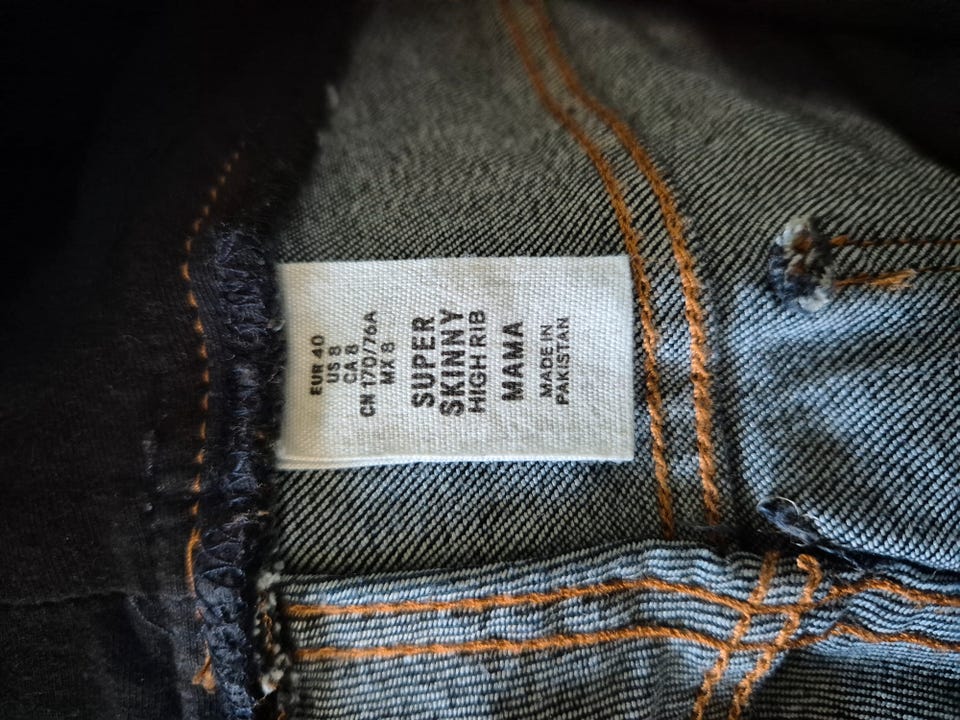 EUR 40
US 8
CA 8
CN 170/76A
MX 8
SUPER
SKINNY
HIGH RIB
MAMA
MADE IN
PAKISTAN